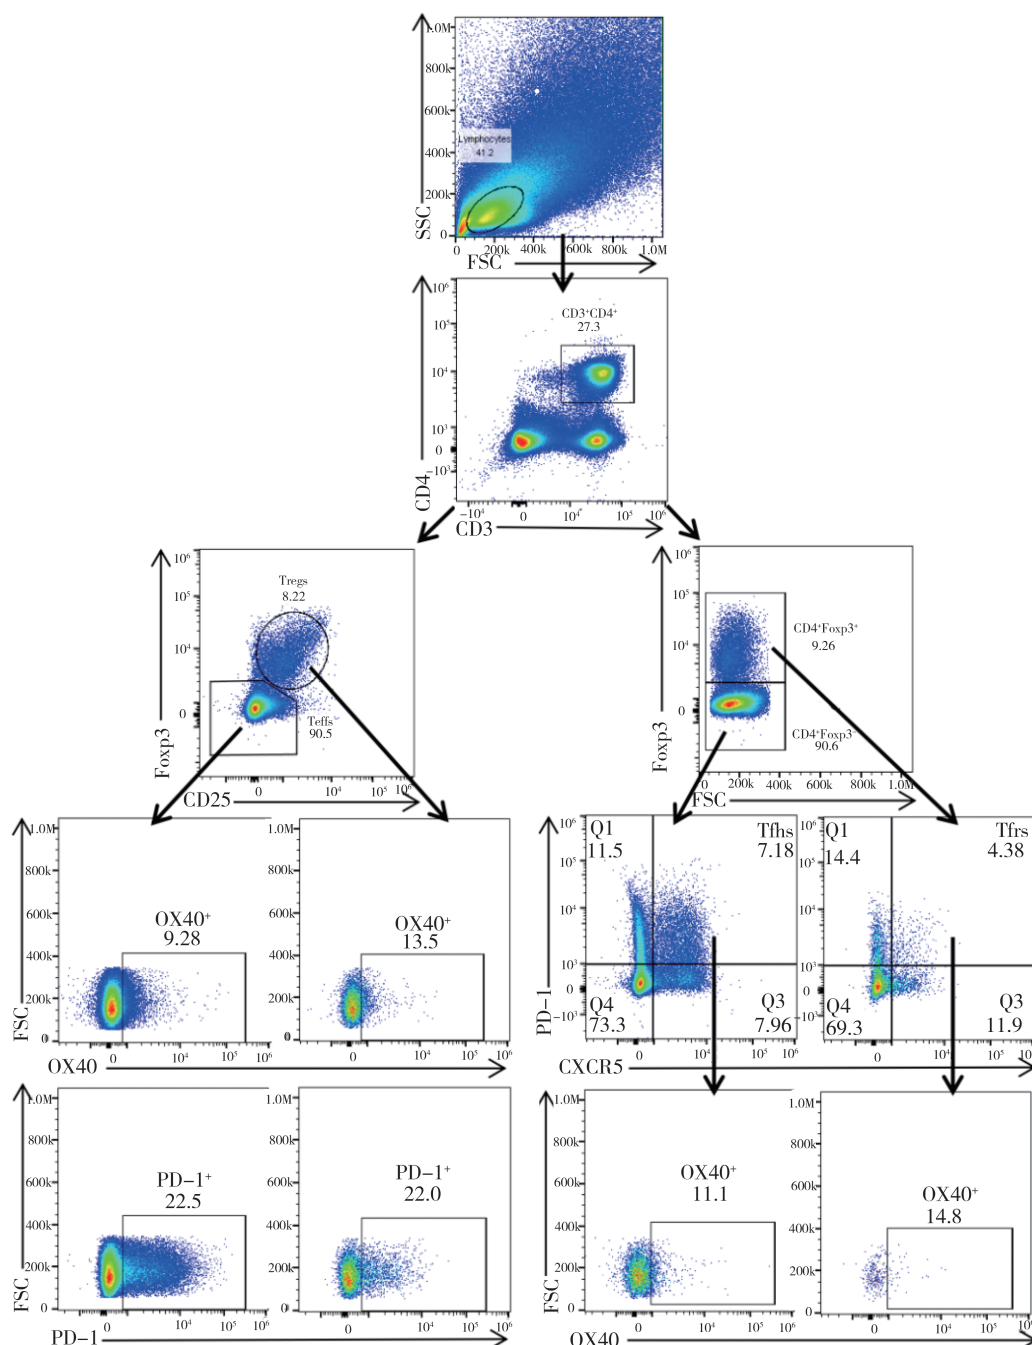 1.0M
800k
600k
400k
200k
0
SSC
Lymphocytes
41.2
0 200k 400k 600k 800k 1.0M
FSC
10⁶
10⁵
10⁴
10³
0
−10³
CD4
CD3⁺CD4⁺
27.3
−10⁴ 0 10⁴ 10⁵ 10⁶
CD3
10⁶
10⁵
10⁴
10³
0
Foxp3
Tregs
8.22
Teffs
90.5
0 10⁴ 10⁵ 10⁶
CD25
10⁶
10⁵
10⁴
10³
0
Foxp3
CD4⁺Foxp3⁺
9.26
CD4⁺Foxp3⁻
90.6
0 200k 400k 600k 800k 1.0M
FSC
1.0M
800k
600k
400k
200k
0
FSC
OX40⁺
9.28
0 10⁴ 10⁵ 10⁶
1.0M
800k
600k
400k
200k
0
OX40⁺
13.5
0 10⁴ 10⁵ 10⁶
OX40
10⁶
10⁵
10⁴
10³
0
−10³
PD−1
Q1
11.5
Tfhs
7.18
Q4
73.3
Q3
7.96
0 10⁴ 10⁵ 10⁶
10⁶
10⁵
10⁴
10³
0
−10³
Q1
14.4
Tfrs
4.38
Q4
69.3
Q3
11.9
0 10⁴ 10⁵ 10⁶
CXCR5
1.0M
800k
600k
400k
200k
0
FSC
PD−1⁺
22.5
0 10⁴ 10⁵ 10⁶
1.0M
800k
600k
400k
200k
0
PD−1⁺
22.0
0 10⁴ 10⁵ 10⁶
PD−1
1.0M
800k
600k
400k
200k
0
FSC
OX40⁺
11.1
0 10⁴ 10⁵ 10⁶
1.0M
800k
600k
400k
200k
0
OX40⁺
14.8
0 10⁴ 10⁵ 10⁶
OX40